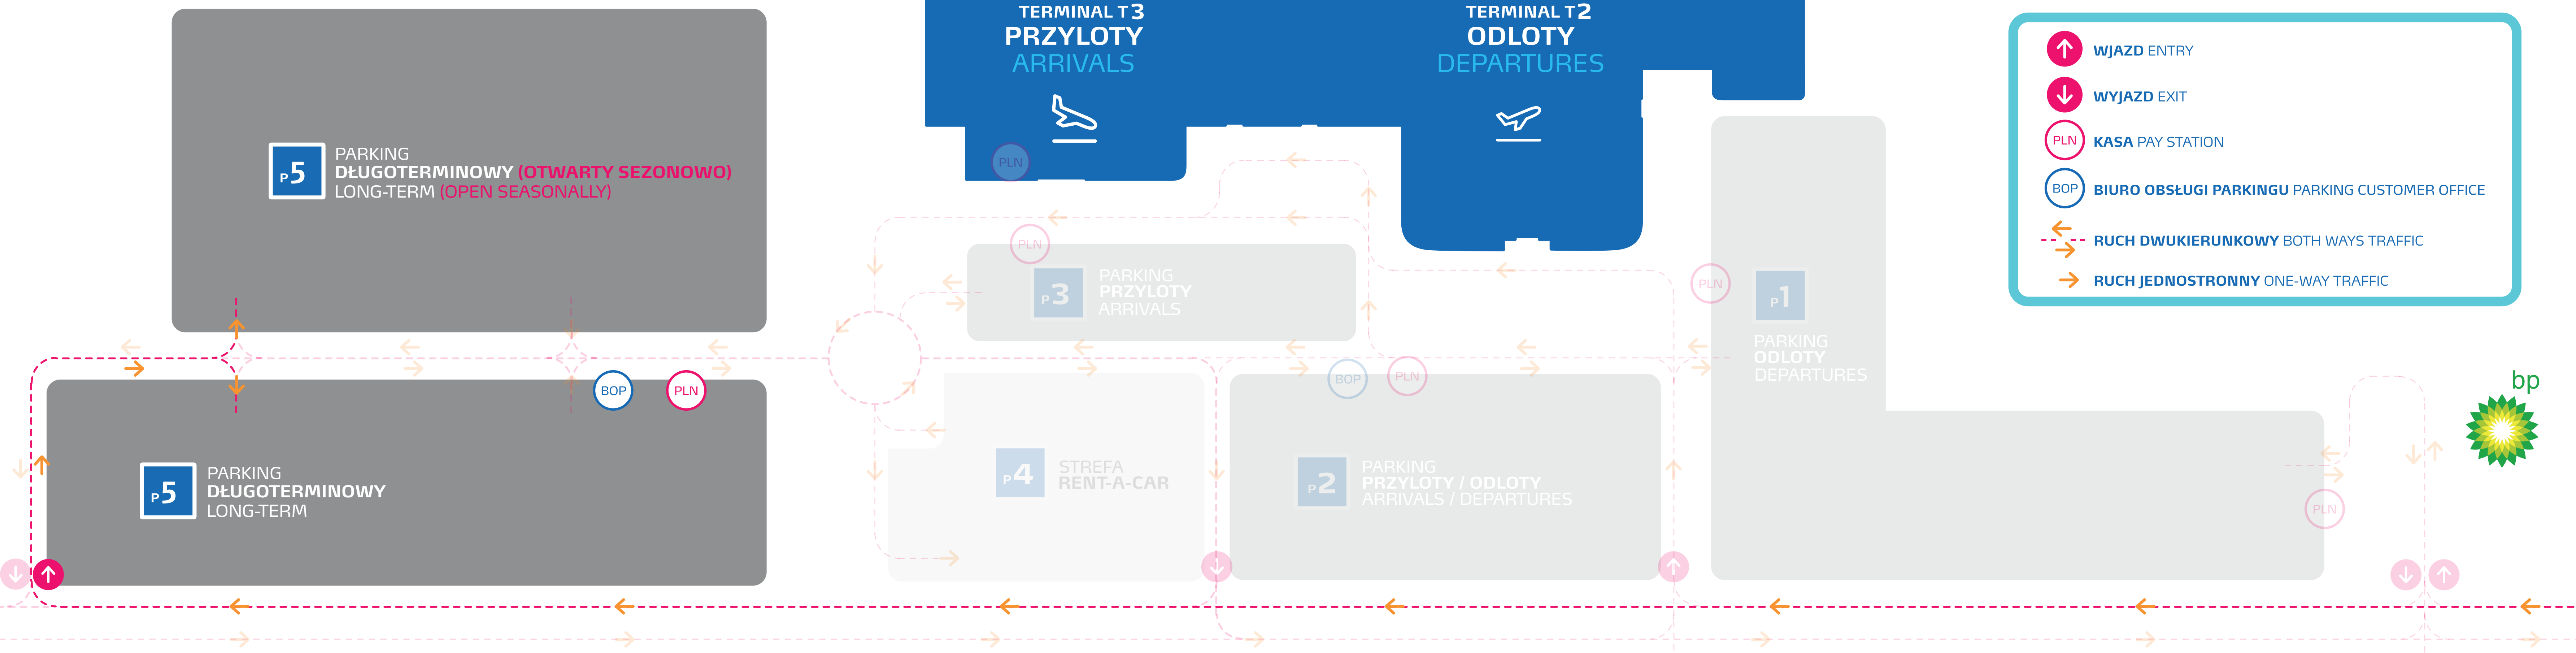 TERMINAL T3
PRZYLOTY
ARRIVALS
TERMINAL T2
ODLOTY
DEPARTURES
WJAZD ENTRY
WYJAZD EXIT
PLN KASA PAY STATION
BOP BIURO OBSŁUGI PARKINGU PARKING CUSTOMER OFFICE
RUCH DWUKIERUNKOWY BOTH WAYS TRAFFIC
RUCH JEDNOSTRONNY ONE-WAY TRAFFIC
P5
PARKING
DŁUGOTERMINOWY (OTWARTY SEZONOWO)
LONG-TERM (OPEN SEASONALLY)
PLN
PLN
P3
PARKING
PRZYLOTY
ARRIVALS
PLN
P1
PARKING
ODLOTY
DEPARTURES
BOP
PLN
BOP
PLN
bp
P5
PARKING
DŁUGOTERMINOWY
LONG-TERM
P4
STREFA
RENT-A-CAR
P2
PARKING
PRZYLOTY / ODLOTY
ARRIVALS / DEPARTURES
PLN